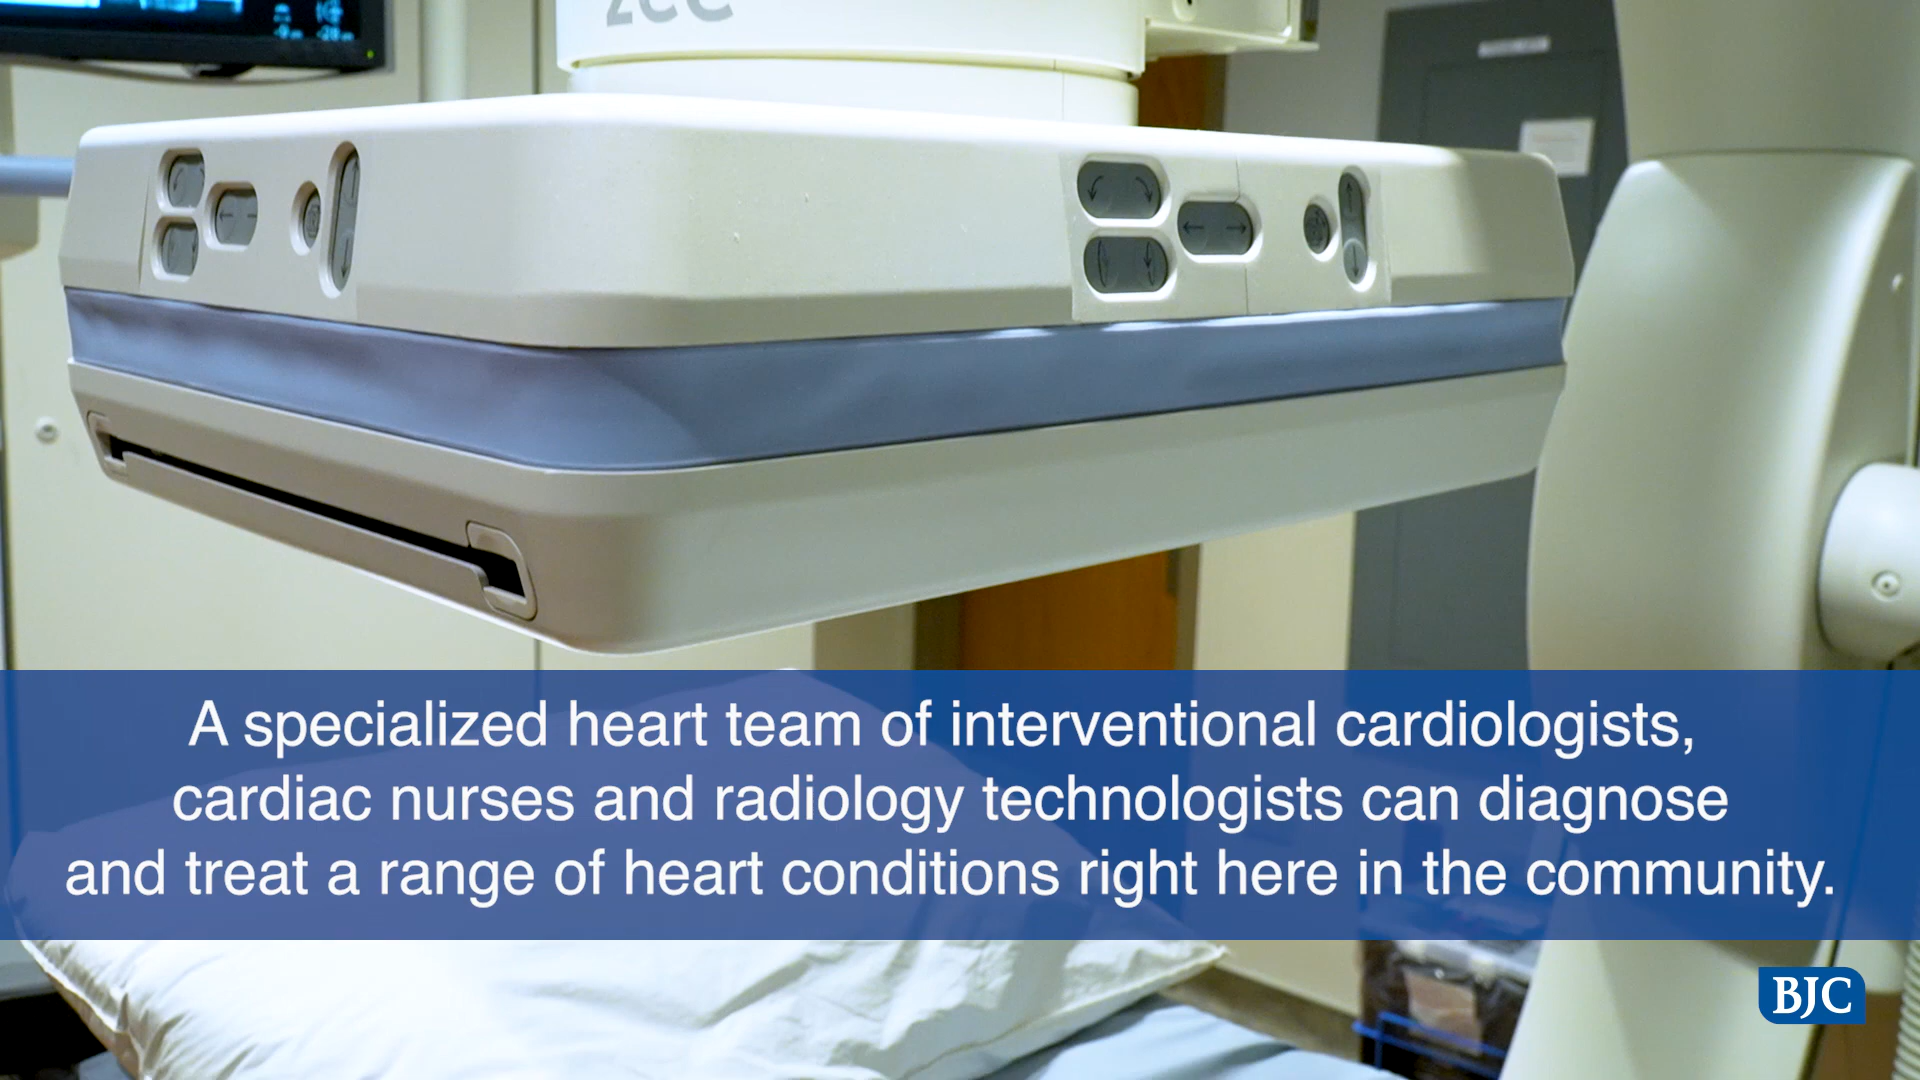 zee
A specialized heart team of interventional cardiologists,
cardiac nurses and radiology technologists can diagnose
and treat a range of heart conditions right here in the community.
BJC